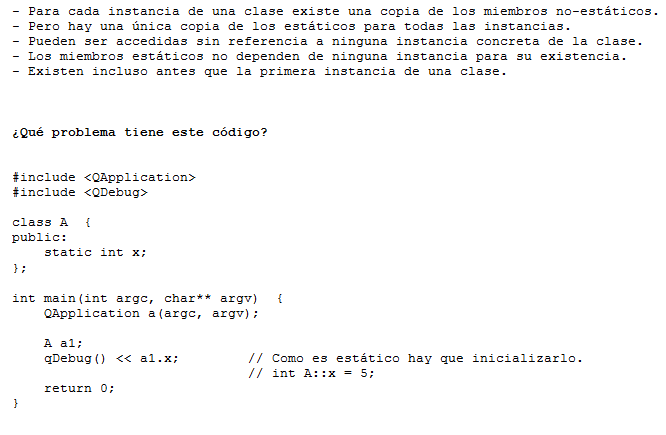 - Para cada instancia de una clase existe una copia de los miembros no-estáticos.
- Pero hay una única copia de los estáticos para todas las instancias.
- Pueden ser accedidas sin referencia a ninguna instancia concreta de la clase.
- Los miembros estáticos no dependen de ninguna instancia para su existencia.
- Existen incluso antes que la primera instancia de una clase.
¿Qué problema tiene este código?
#include <QApplication>
#include <QDebug>
class A  {
public:
    static int x;
};
int main(int argc, char** argv)  {
    QApplication a(argc, argv);
    A a1;
    qDebug() << a1.x;         // Como es estático hay que inicializarlo.
                              // int A::x = 5;
    return 0;
}